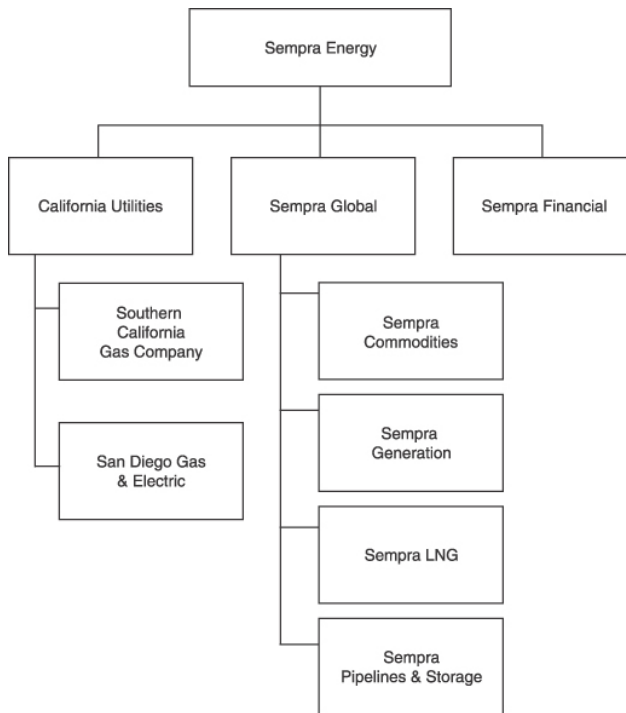 Sempra Energy
California Utilities
Sempra Global
Sempra Financial
Southern
California
Gas Company
San Diego Gas
& Electric
Sempra
Commodities
Sempra
Generation
Sempra LNG
Sempra
Pipelines & Storage